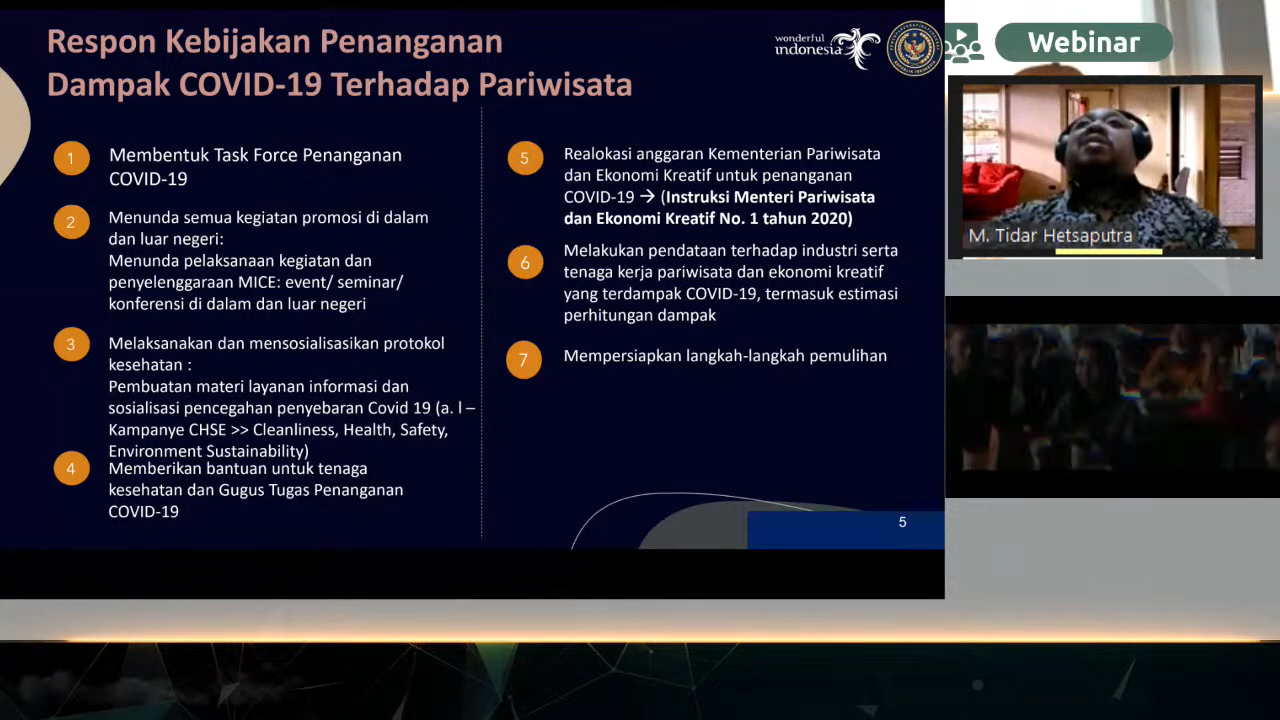 Respon Kebijakan Penanganan
Dampak COVID-19 Terhadap Pariwisata
wonderful
indonesia
Webinar
M. Tidar Hetsaputra
1
Membentuk Task Force Penanganan
COVID-19
2
Menunda semua kegiatan promosi di dalam
dan luar negeri:
Menunda pelaksanaan kegiatan dan
penyelenggaraan MICE: event/ seminar/
konferensi di dalam dan luar negeri
3
Melaksanakan dan mensosialisasikan protokol
kesehatan :
Pembuatan materi layanan informasi dan
sosialisasi pencegahan penyebaran Covid 19 (a. l –
Kampanye CHSE >> Cleanliness, Health, Safety,
Environment Sustainability)
4
Memberikan bantuan untuk tenaga
kesehatan dan Gugus Tugas Penanganan
COVID-19
5
Realokasi anggaran Kementerian Pariwisata
dan Ekonomi Kreatif untuk penanganan
COVID-19 → (Instruksi Menteri Pariwisata
dan Ekonomi Kreatif No. 1 tahun 2020)
6
Melakukan pendataan terhadap industri serta
tenaga kerja pariwisata dan ekonomi kreatif
yang terdampak COVID-19, termasuk estimasi
perhitungan dampak
7
Mempersiapkan langkah-langkah pemulihan
5